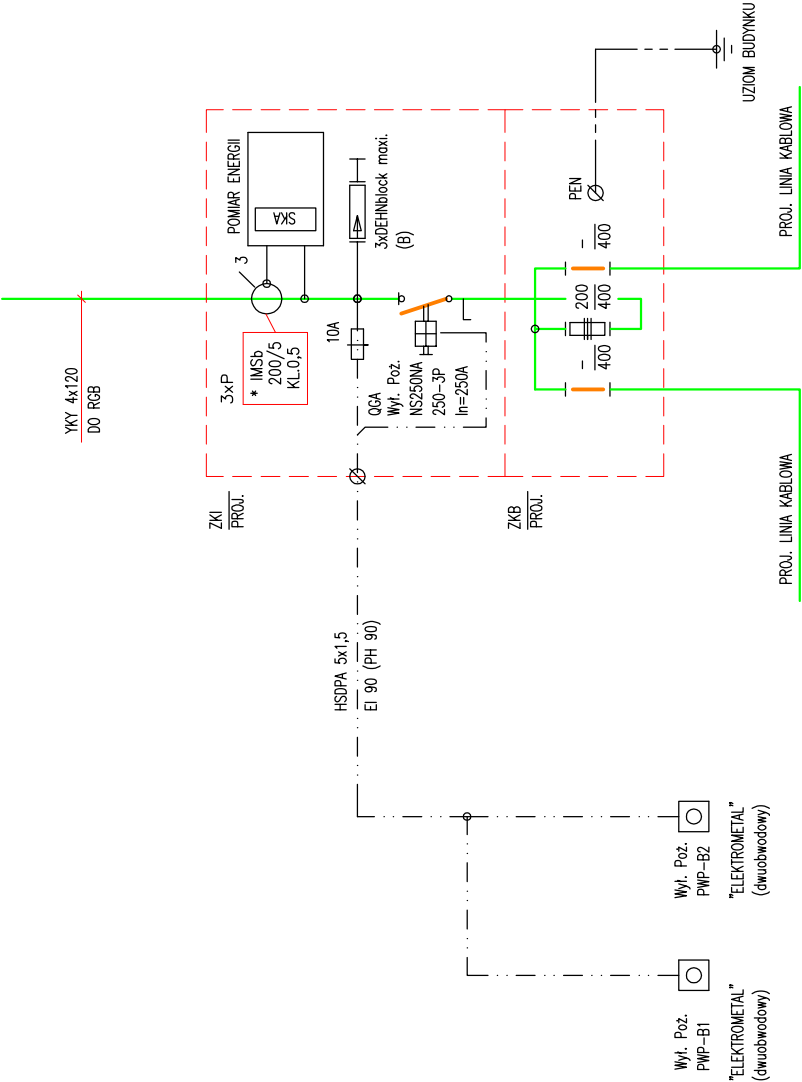 YKY 4x120
DO RGB
ZKI
PROJ.
3xP
* IMSb
200/5
KL.0,5
3
POMIAR ENERGII
SKA
10A
3xDEHNblock maxi.
(B)
QGA
Wył. Poż.
NS250NA
250-3P
In=250A
ZKB
PROJ.
-
400
200
400
-
400
PEN
UZIOM BUDYNKU
PROJ. LINIA KABLOWA
PROJ. LINIA KABLOWA
HSDPA 5x1,5
EI 90 (PH 90)
Wył. Poż.
PWP-B2
"ELEKTROMETAL"
(dwuobwodowy)
Wył. Poż.
PWP-B1
"ELEKTROMETAL"
(dwuobwodowy)